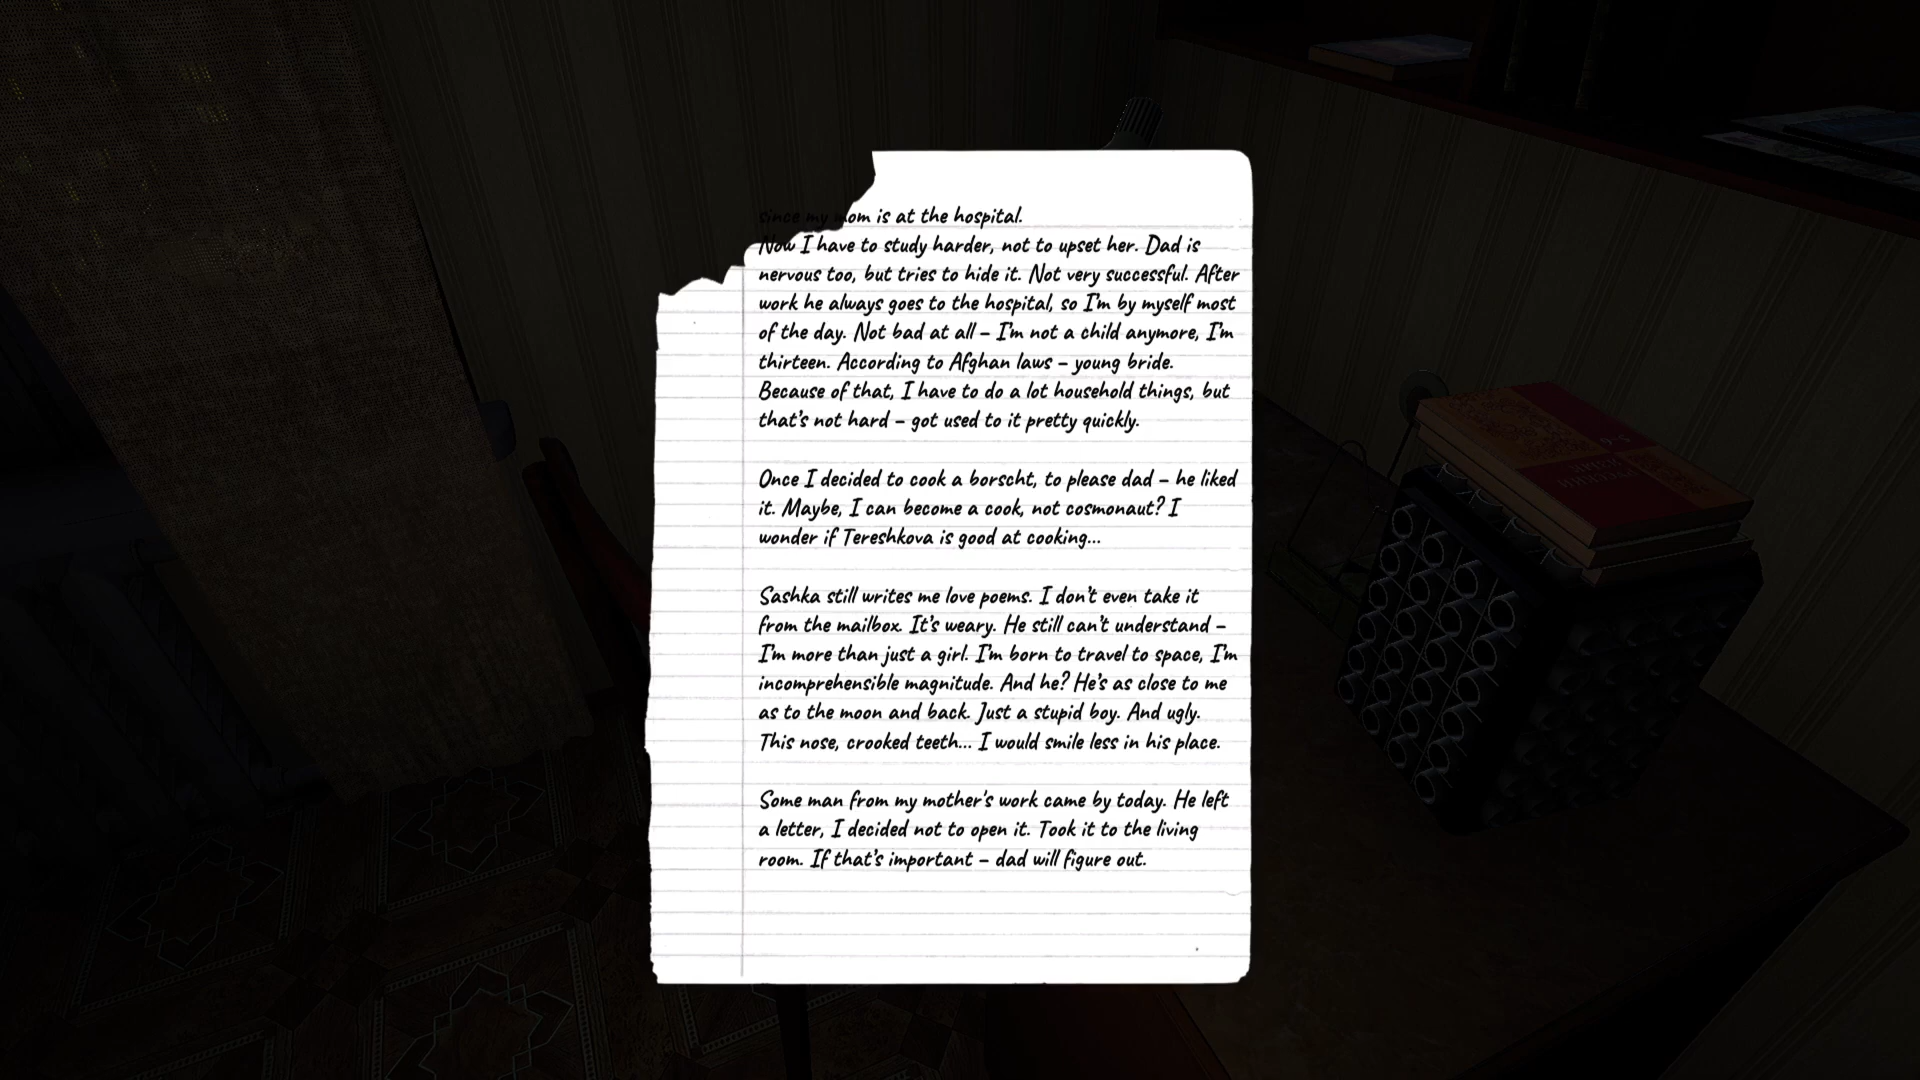 since my mom is at the hospital.
Now I have to study harder, not to upset her. Dad is
nervous too, but tries to hide it. Not very successful. After
work he always goes to the hospital, so I'm by myself most
of the day. Not bad at all – I'm not a child anymore, I'm
thirteen. According to Afghan laws – young bride.
Because of that, I have to do a lot household things, but
that's not hard – got used to it pretty quickly.
Once I decided to cook a borscht, to please dad – he liked
it. Maybe, I can become a cook, not cosmonaut? I
wonder if Tereshkova is good at cooking...
Sashka still writes me love poems. I don't even take it
from the mailbox. It's weary. He still can't understand –
I'm more than just a girl. I'm born to travel to space, I'm
incomprehensible magnitude. And he? He's as close to me
as to the moon and back. Just a stupid boy. And ugly.
This nose, crooked teeth... I would smile less in his place.
Some man from my mother's work came by today. He left
a letter, I decided not to open it. Took it to the living
room. If that's important – dad will figure out.